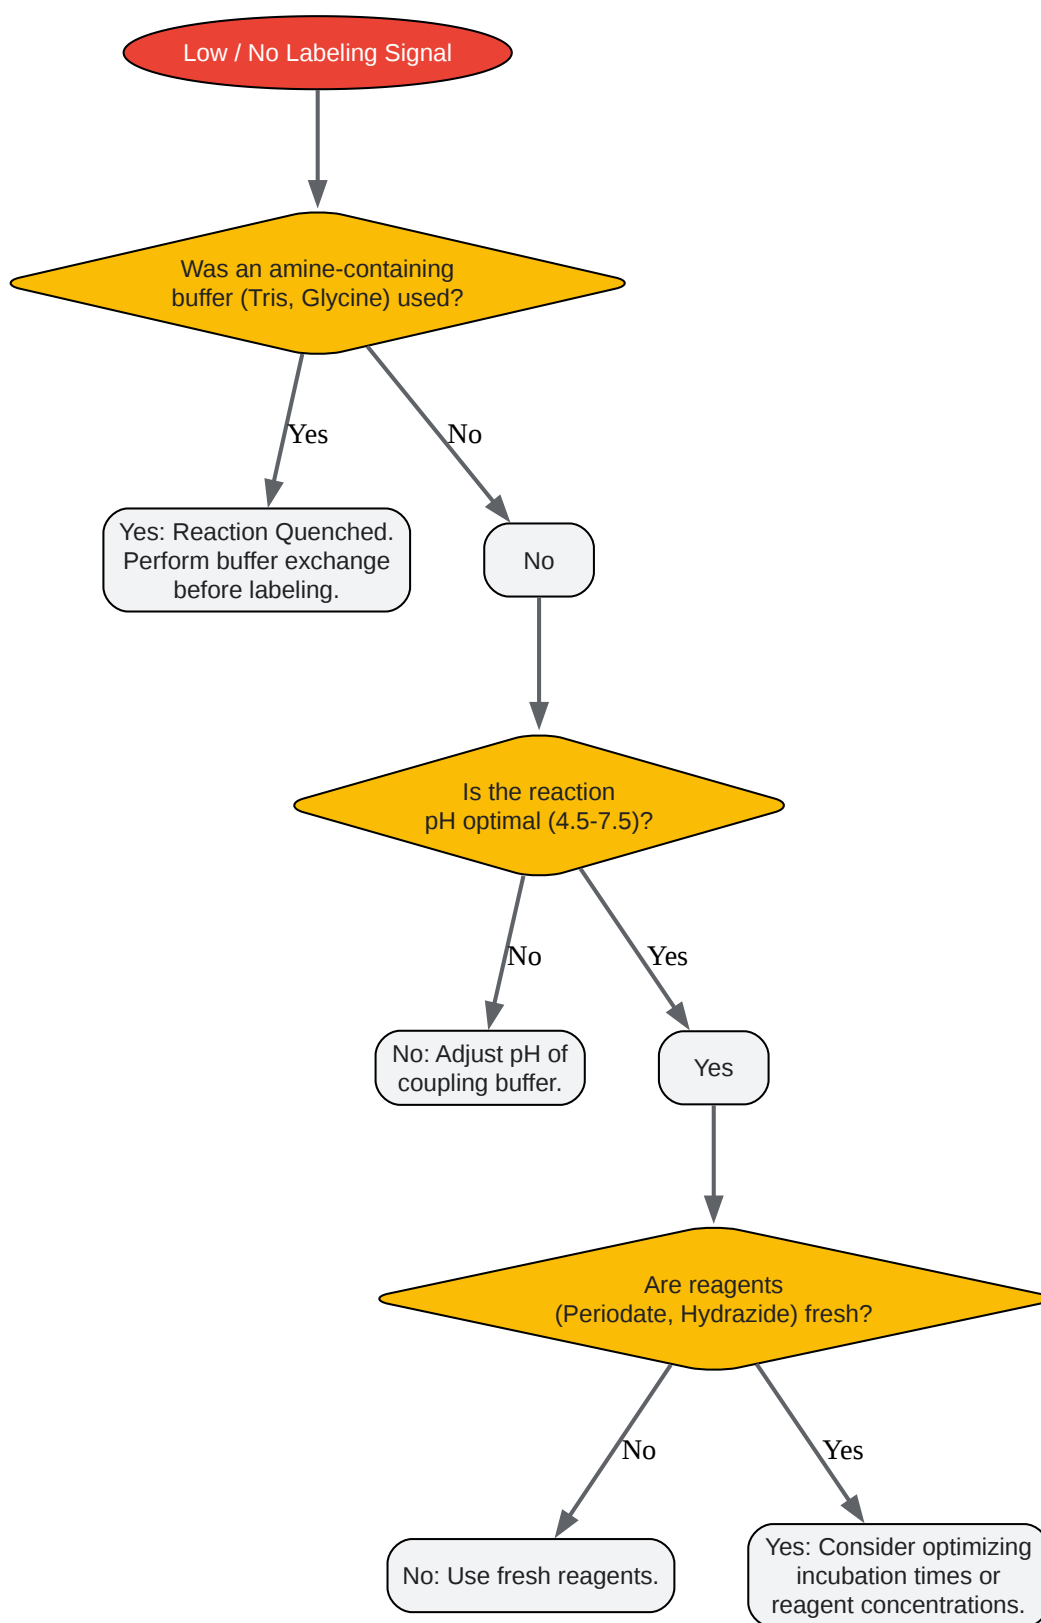 Low / No Labeling Signal
Was an amine-containing
buffer (Tris, Glycine) used?
Yes
No
Yes: Reaction Quenched.
Perform buffer exchange
before labeling.
No
Is the reaction
pH optimal (4.5-7.5)?
No
Yes
No: Adjust pH of
coupling buffer.
Yes
Are reagents
(Periodate, Hydrazide) fresh?
No
Yes
No: Use fresh reagents.
Yes: Consider optimizing
incubation times or
reagent concentrations.